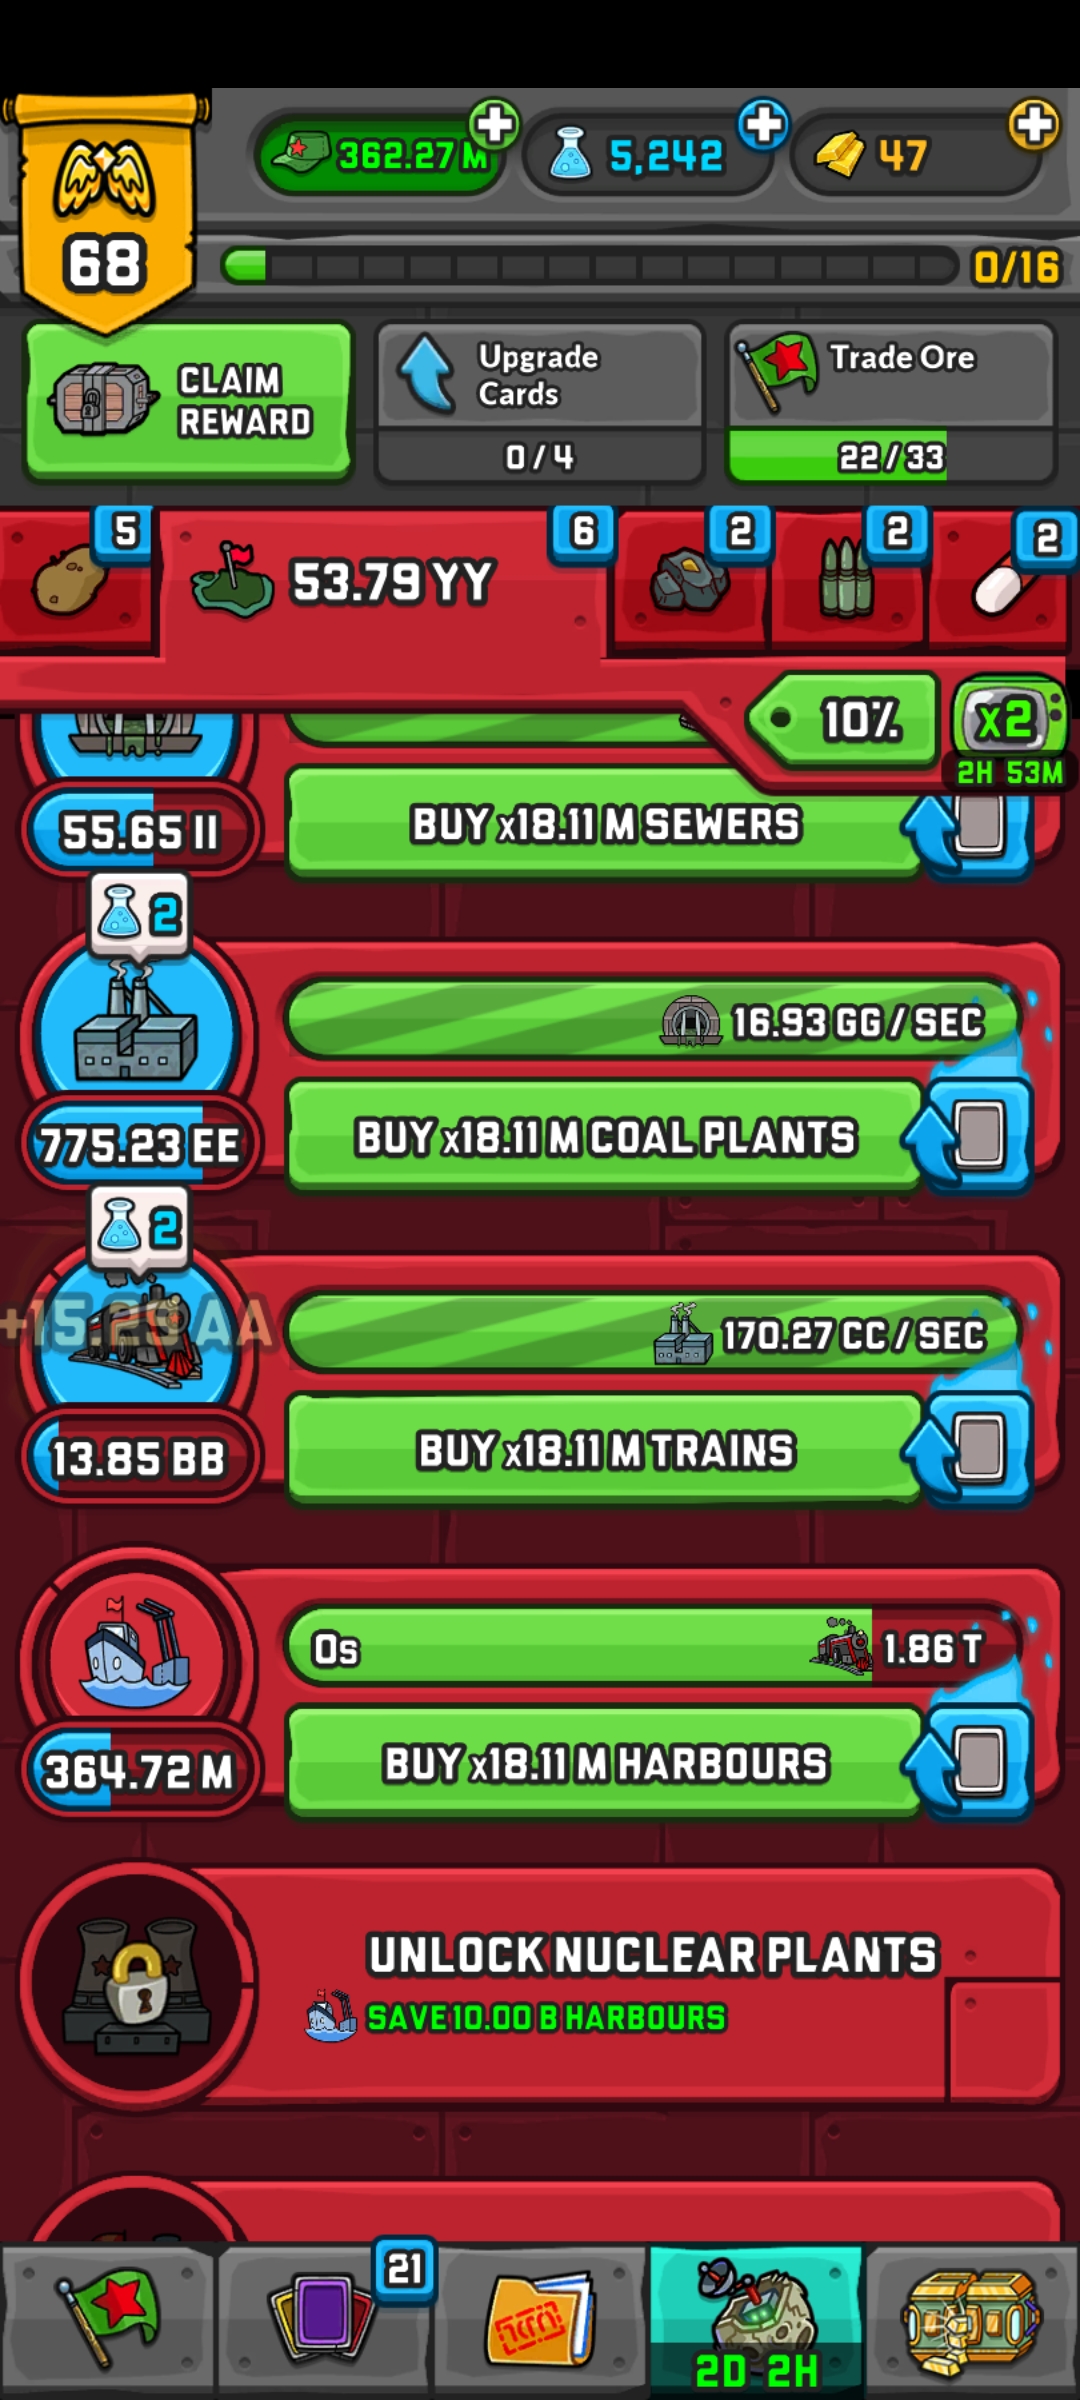 362.27 M
5,242
47
68
0/16
CLAIM
REWARD
Upgrade
Cards
0 / 4
Trade Ore
22 / 33
5
53.79 YY
6
2
2
2
10%
x2
2H 53M
55.65 II
BUY x18.11 M SEWERS
2
16.93 GG / SEC
775.23 EE
BUY x18.11 M COAL PLANTS
2
+15.29 AA
170.27 CC / SEC
13.85 BB
BUY x18.11 M TRAINS
0s
1.86 T
364.72 M
BUY x18.11 M HARBOURS
UNLOCK NUCLEAR PLANTS
SAVE 10.00 B HARBOURS
21
2D 2H